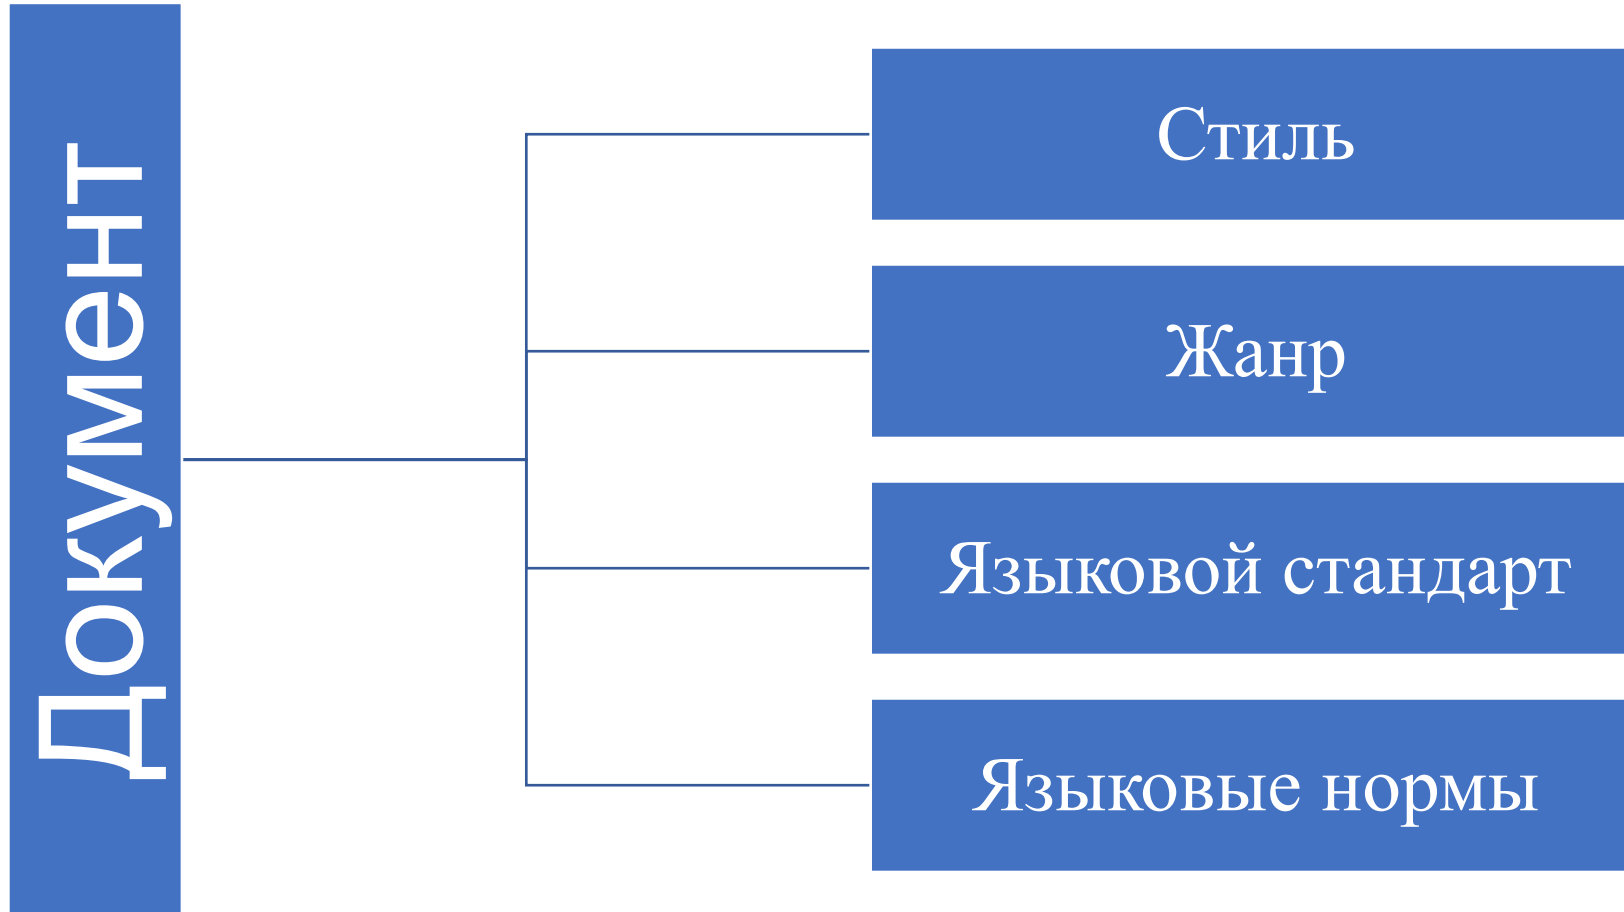 Документ
Стиль
Жанр
Языковой стандарт
Языковые нормы